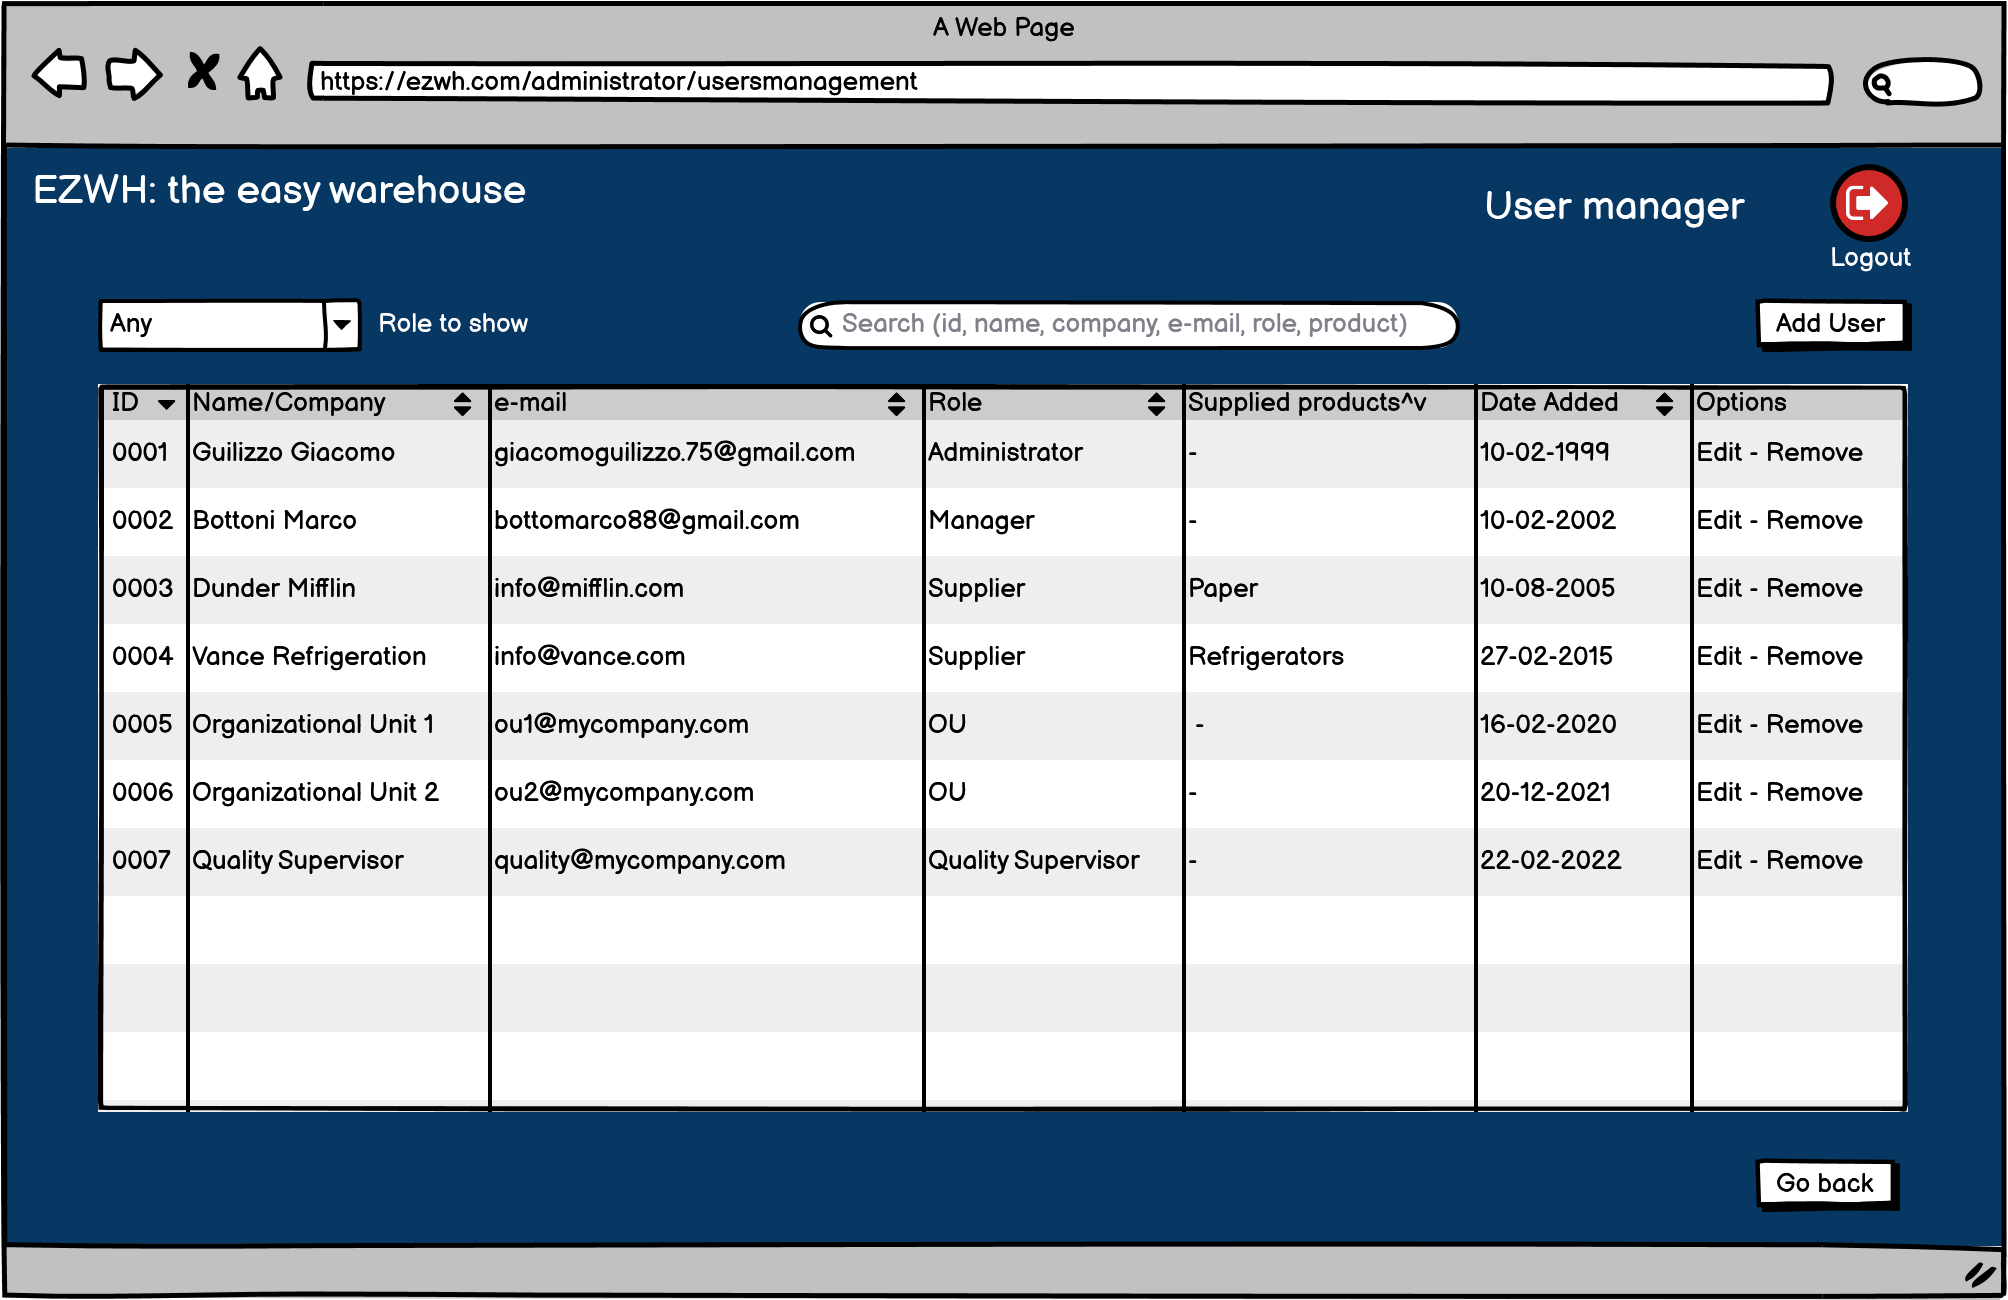 A Web Page
https://ezwh.com/administrator/usersmanagement
EZWH: the easy warehouse
User manager
Logout
Any
Role to show
Search (id, name, company, e-mail, role, product)
Add User
ID Name/Company e-mail Role Supplied products^v Date Added Options
0001 Guilizzo Giacomo giacomoguilizzo.75@gmail.com Administrator - 10-02-1999 Edit - Remove
0002 Bottoni Marco bottomarco88@gmail.com Manager - 10-02-2002 Edit - Remove
0003 Dunder Mifflin info@mifflin.com Supplier Paper 10-08-2005 Edit - Remove
0004 Vance Refrigeration info@vance.com Supplier Refrigerators 27-02-2015 Edit - Remove
0005 Organizational Unit 1 ou1@mycompany.com OU - 16-02-2020 Edit - Remove
0006 Organizational Unit 2 ou2@mycompany.com OU - 20-12-2021 Edit - Remove
0007 Quality Supervisor quality@mycompany.com Quality Supervisor - 22-02-2022 Edit - Remove
Go back